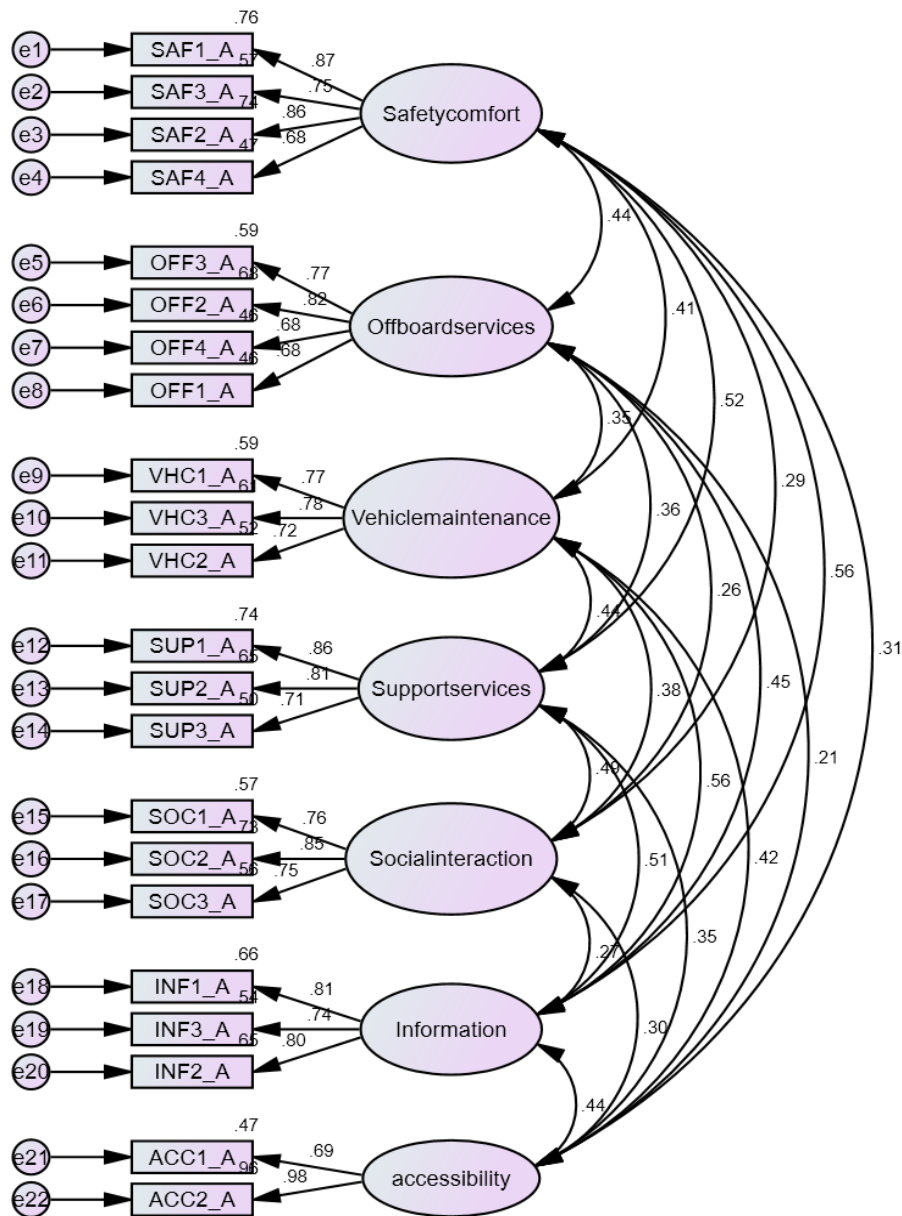 .76
e1 SAF1_A .87
.57
e2 SAF3_A .75 Safetycomfort
.74
e3 SAF2_A .86
.47
e4 SAF4_A .68
.44
.59
e5 OFF3_A .77
.68
e6 OFF2_A .82 Offboardservices .41
.46
e7 OFF4_A .68
.46
e8 OFF1_A .68
.52
.35
.59
e9 VHC1_A .77
.61
e10 VHC3_A .78 Vehiclemaintenance .36 .29
.52
e11 VHC2_A .72
.56
.26
.44
.74
e12 SUP1_A .86
.31
.65
e13 SUP2_A .81 Supportservices .38 .45
.50
e14 SUP3_A .71
.21
.49
.56
.57
e15 SOC1_A .76
.73
e16 SOC2_A .85 Socialinteraction .51 .42
.56
e17 SOC3_A .75
.35
.27
.66
e18 INF1_A .81
.54
e19 INF3_A .74 Information .30
.65
e20 INF2_A .80
.44
.47
e21 ACC1_A .69
.96
e22 ACC2_A .98 accessibility